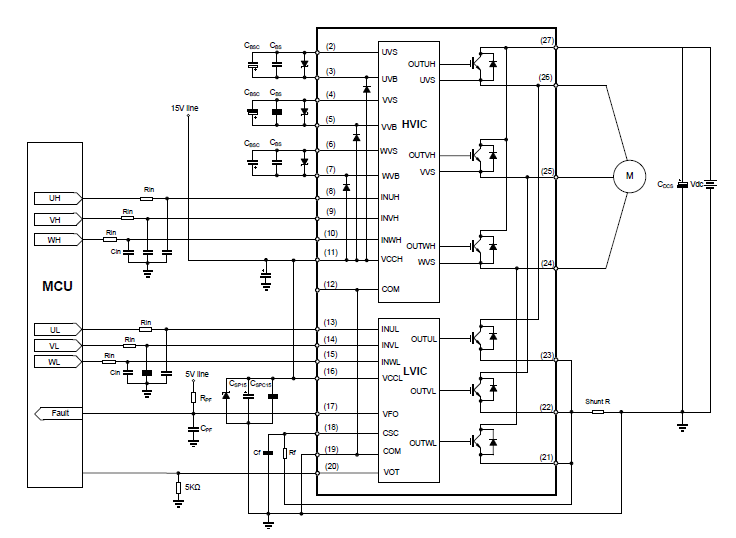 CBSC CBS (2) UVS (27)
OUTUH
(3) UVB UVS (26)
CBSC CBS (4) VVS
15V line
(5) VVB HVIC
CBSC CBS (6) WVS OUTVH
(7) WVB VVS (25)
M CDCS Vdc
UH Rin (8) INUH
VH Rin (9) INVH
WH Rin (10) INWH OUTWH
Cin (11) VCCH WVS (24)
MCU
(12) COM
UL Rin (13) INUL
VL Rin (14) INVL OUTUL
WL Rin (15) INWL (23)
Cin (16) VCCL LVIC
5V line CSP15 CSPC15 OUTVL
RPF Shunt R
Fault (17) VFO (22)
CPF (18) CSC
Cf Rf (19) COM OUTWL
(20) VOT (21)
5KΩ